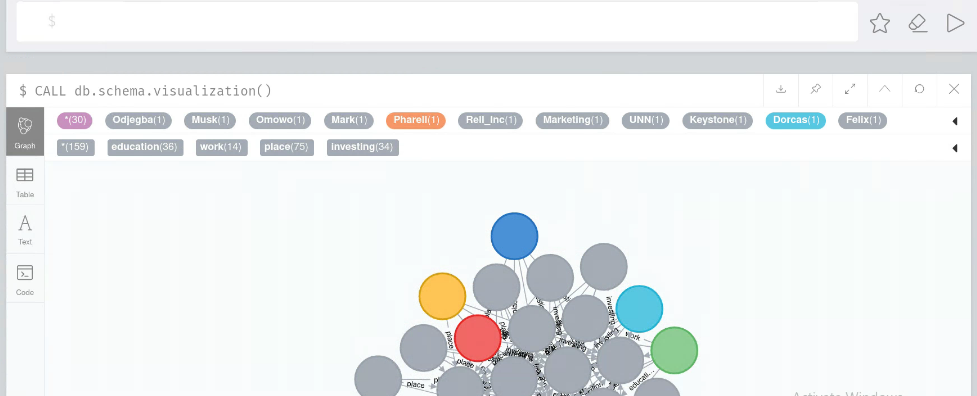 $
$ CALL db.schema.visualization()
*(30) Odjegba(1) Musk(1) Omowo(1) Mark(1) Pharell(1) Rell_Inc(1) Marketing(1) UNN(1) Keystone(1) Dorcas(1) Felix(1)
*(159) education(36) work(14) place(75) investing(34)
Graph
Table
Text
Code
investing
work
place
place
educati...
place